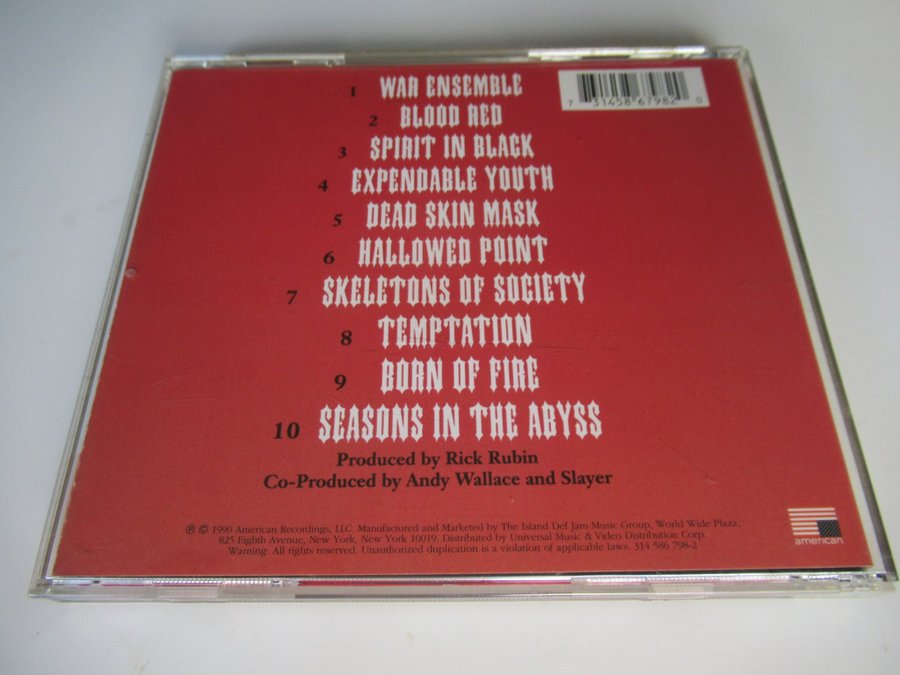 1 WAR ENSEMBLE
7 31458 67982 0
2 BLOOD RED
3 SPIRIT IN BLACK
4 EXPENDABLE YOUTH
5 DEAD SKIN MASK
6 HALLOWED POINT
7 SKELETONS OF SOCIETY
8 TEMPTATION
9 BORN OF FIRE
10 SEASONS IN THE ABYSS
Produced by Rick Rubin
Co-Produced by Andy Wallace and Slayer
℗ © 1990 American Recordings, LLC. Manufactured and Marketed by The Island Def Jam Music Group, World Wide Plaza,
825 Eighth Avenue, New York, New York 10019. Distributed by Universal Music & Video Distribution Corp.
Warning: All rights reserved. Unauthorized duplication is a violation of applicable laws. 314 586 798-2
american